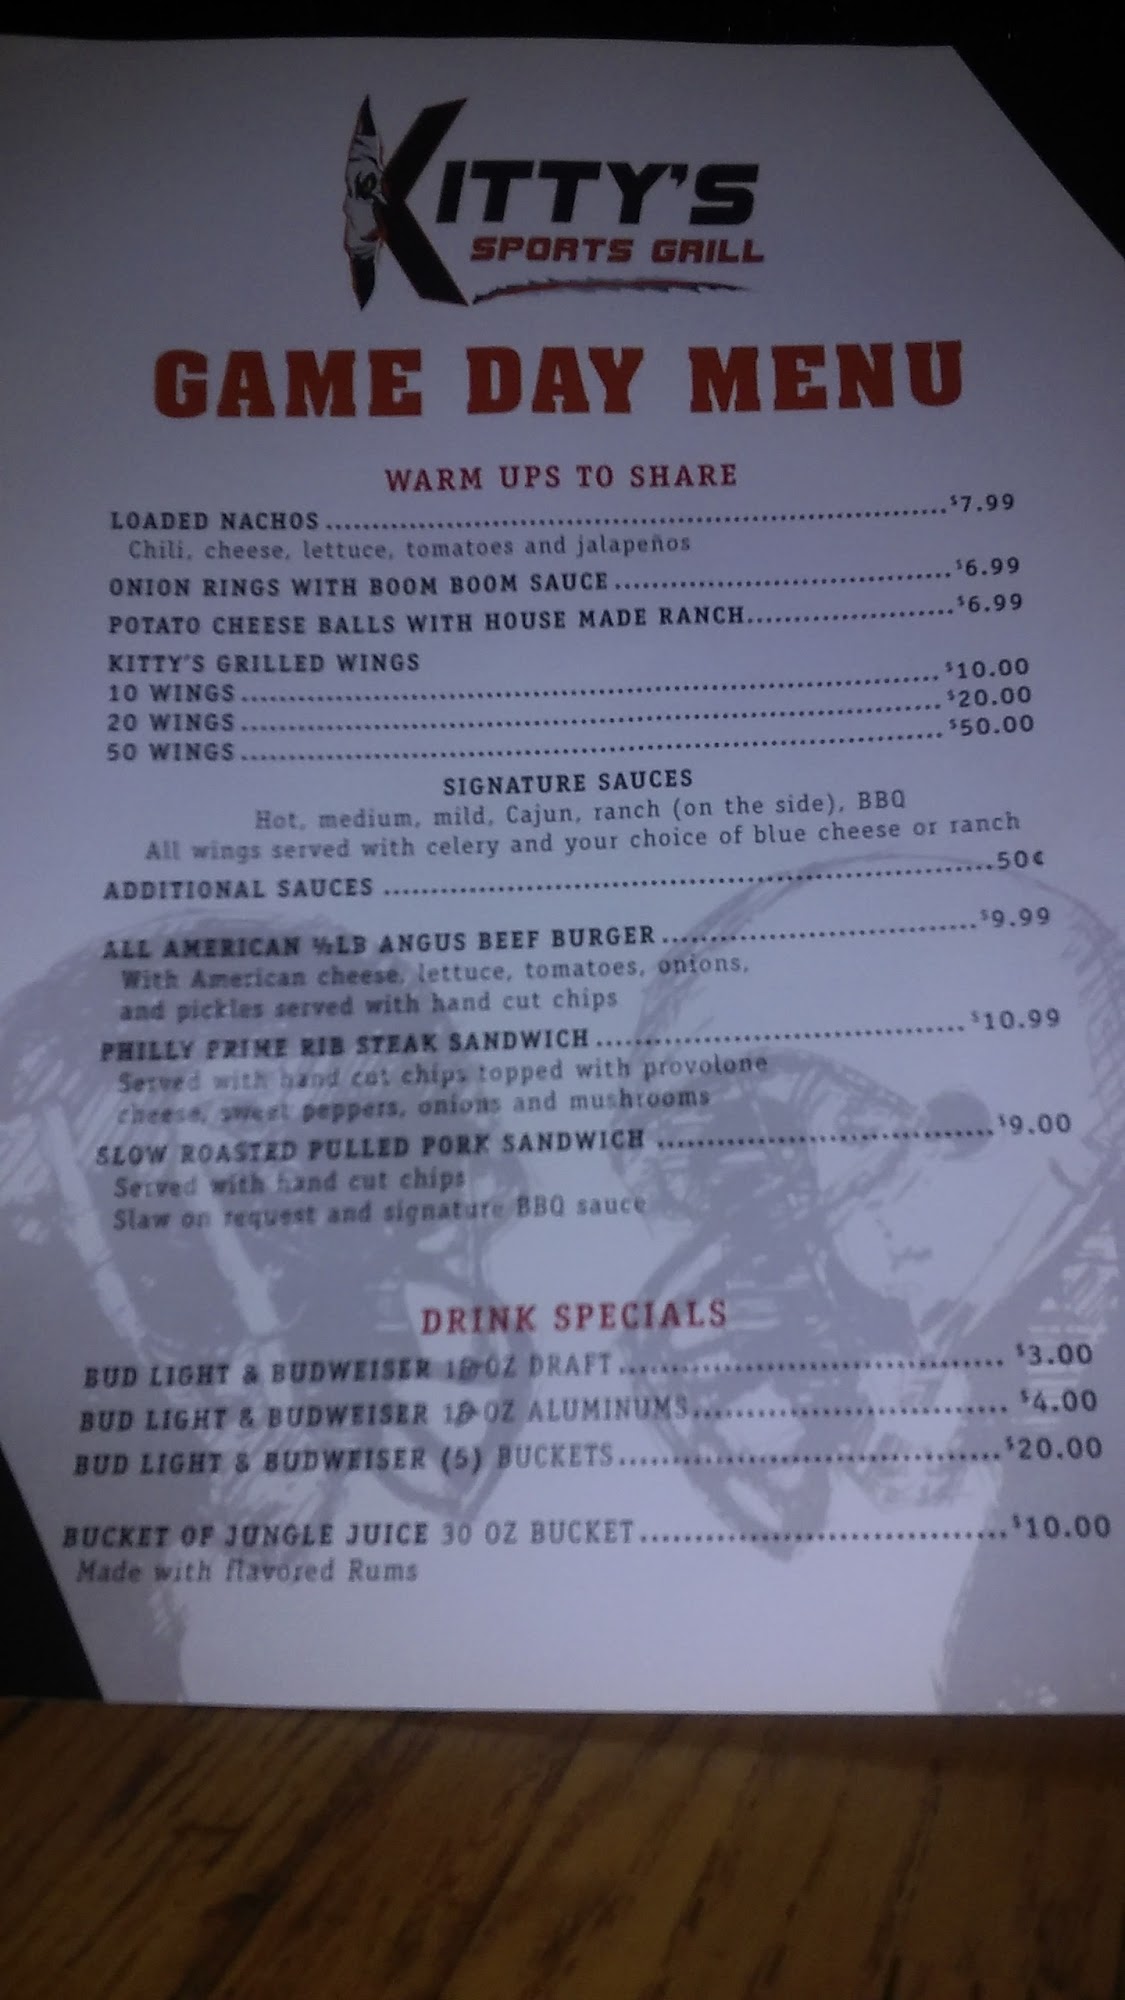 KITTY'S
SPORTS GRILL
GAME DAY MENU
WARM UPS TO SHARE
LOADED NACHOS ........ $7.99
Chili, cheese, lettuce, tomatoes and jalapeños
ONION RINGS WITH BOOM BOOM SAUCE ........ $6.99
POTATO CHEESE BALLS WITH HOUSE MADE RANCH ........ $6.99
KITTY'S GRILLED WINGS
10 WINGS ........ $10.00
20 WINGS ........ $20.00
50 WINGS ........ $50.00
SIGNATURE SAUCES
Hot, medium, mild, Cajun, ranch (on the side), BBQ
All wings served with celery and your choice of blue cheese or ranch
ADDITIONAL SAUCES ........ 50¢
ALL AMERICAN ½LB ANGUS BEEF BURGER ........ $9.99
With American cheese, lettuce, tomatoes, onions,
and pickles served with hand cut chips
PHILLY PRIME RIB STEAK SANDWICH ........ $10.99
Served with hand cut chips topped with provolone
cheese, sweet peppers, onions and mushrooms
SLOW ROASTED PULLED PORK SANDWICH ........ $9.00
Served with hand cut chips
Slaw on request and signature BBQ sauce
DRINK SPECIALS
BUD LIGHT & BUDWEISER OZ DRAFT ........ $3.00
BUD LIGHT & BUDWEISER OZ ALUMINUMS ........ $4.00
BUD LIGHT & BUDWEISER (5) BUCKETS ........ $20.00
BUCKET OF JUNGLE JUICE 30 OZ BUCKET ........ $10.00
Made with flavored Rums